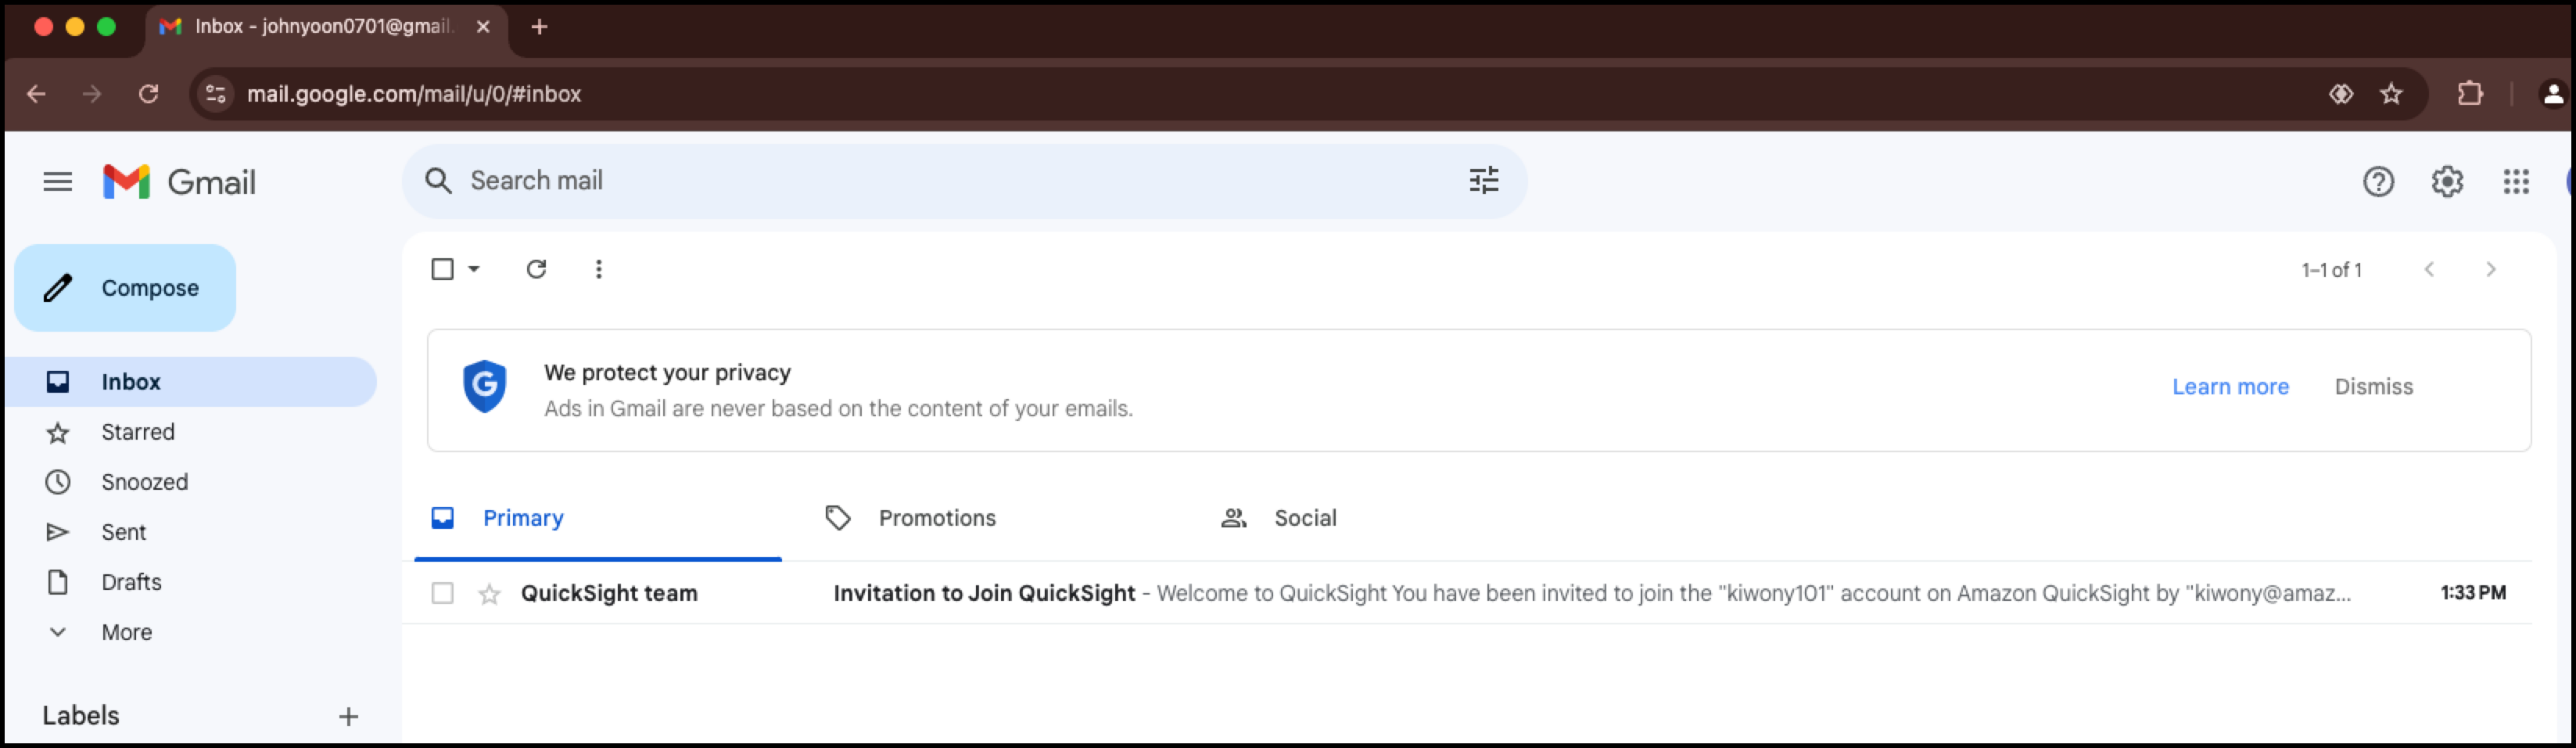 Inbox - johnyoon0701@gmail.
mail.google.com/mail/u/0/#inbox
Gmail
Search mail
Compose
1–1 of 1
We protect your privacy
Ads in Gmail are never based on the content of your emails.
Learn more
Dismiss
Inbox
Starred
Snoozed
Sent
Drafts
More
Labels
Primary
Promotions
Social
QuickSight team
Invitation to Join QuickSight - Welcome to QuickSight You have been invited to join the "kiwony101" account on Amazon QuickSight by "kiwony@amaz...
1:33 PM